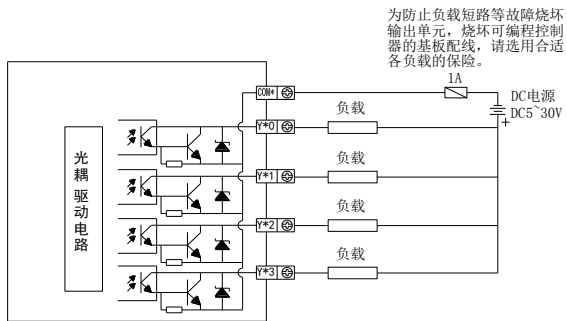 为防止负载短路等故障烧坏
输出单元，烧坏可编程控制
器的基板配线，请选用合适
各负载的保险。
1A
COM*
DC电源
DC5~30V
+
Y*0
负载
Y*1
负载
Y*2
负载
Y*3
负载
光耦驱动电路